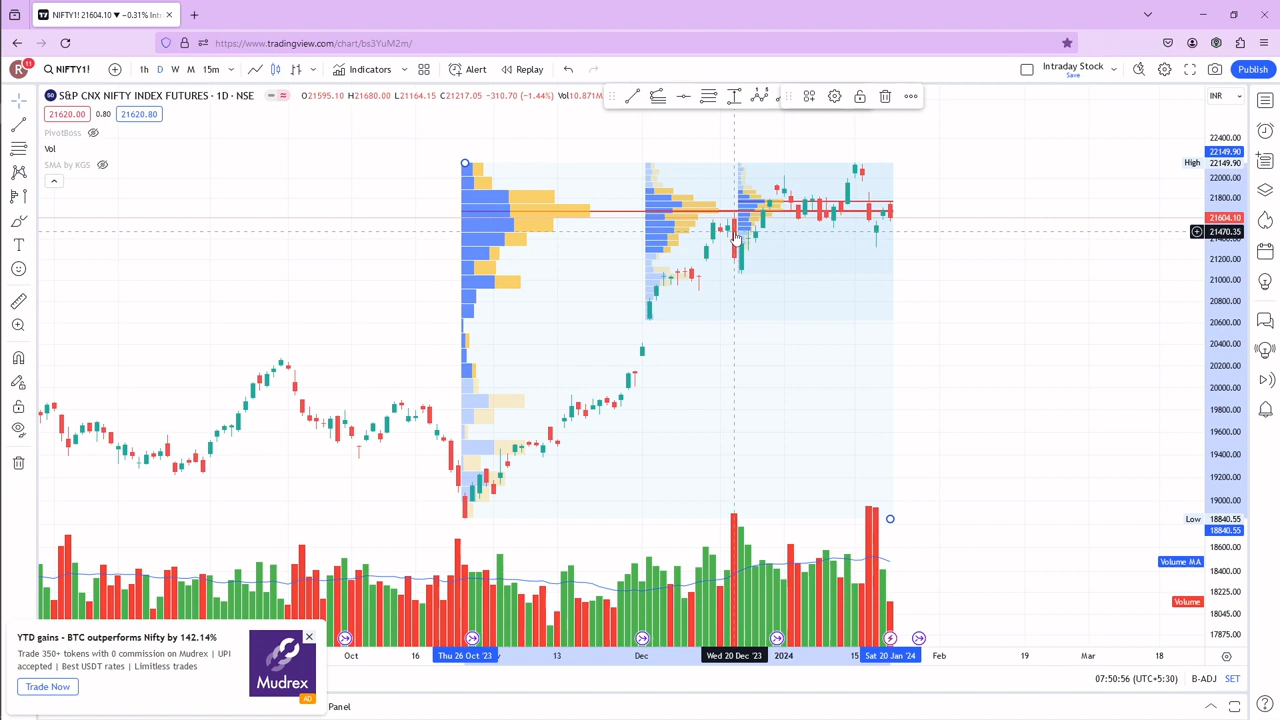 NIFTY1! 21604.10 ▼ −0.31% Int
https://www.tradingview.com/chart/bs3YuM2m/
R 11 NIFTY1! 1h D W M 15m Indicators Alert Replay Intraday Stock Save Publish
50 S&P CNX NIFTY INDEX FUTURES · 1D · NSE O21595.10 H21680.00 L21164.15 C21217.05 −310.70 (−1.44%) Vol10.871M
INR
21620.00 0.80 21620.80
PivotBoss
Vol
SMA by KGS
22400.00
22149.90
High 22149.90
22000.00
21800.00
21604.10
21470.35
21400.00
21200.00
21000.00
20800.00
20600.00
20400.00
20200.00
20000.00
19800.00
19600.00
19400.00
19200.00
19000.00
Low 18840.55
18840.55
18600.00
Volume MA
18400.00
18225.00
Volume
18045.00
17875.00
YTD gains - BTC outperforms Nifty by 142.14%
Trade 350+ tokens with 0 commission on Mudrex | UPI
accepted | Best USDT rates | Limitless trades
Trade Now
Mudrex
AD
Oct 16 Thu 26 Oct '23 13 Dec Wed 20 Dec '23 2024 15 Sat 20 Jan '24 Feb 19 Mar 18
07:50:56 (UTC+5:30) B-ADJ SET
Panel